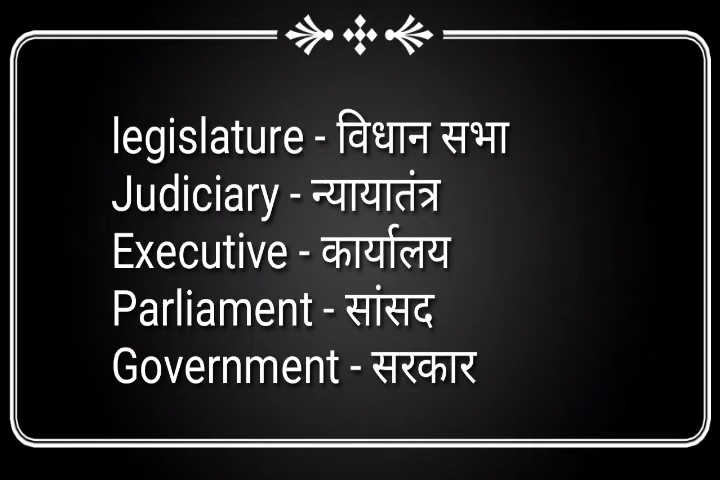 legislature - विधान सभा
Judiciary - न्यायातंत्र
Executive - कार्यालय
Parliament - सांसद
Government - सरकार